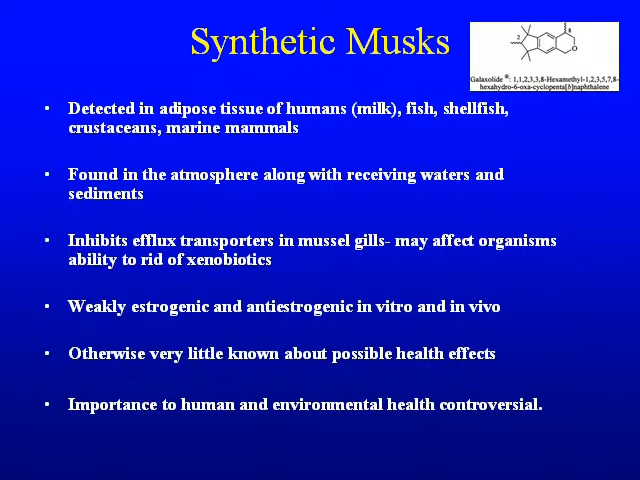 Synthetic Musks
2
8
O
Galaxolide ®: 1,1,2,3,3,8-Hexamethyl-1,2,3,5,7,8-
hexahydro-6-oxa-cyclopenta[b]naphthalene
• Detected in adipose tissue of humans (milk), fish, shellfish,
crustaceans, marine mammals
• Found in the atmosphere along with receiving waters and
sediments
• Inhibits efflux transporters in mussel gills- may affect organisms
ability to rid of xenobiotics
• Weakly estrogenic and antiestrogenic in vitro and in vivo
• Otherwise very little known about possible health effects
• Importance to human and environmental health controversial.